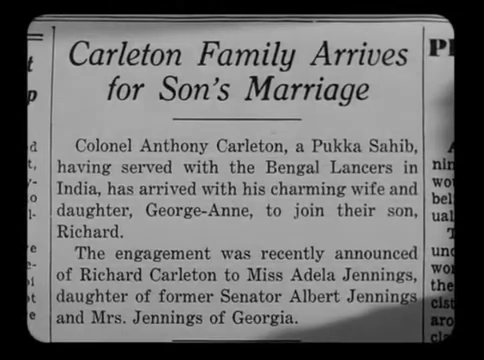 Carleton Family Arrives
for Son's Marriage
Colonel Anthony Carleton, a Pukka Sahib,
having served with the Bengal Lancers in
India, has arrived with his charming wife and
daughter, George-Anne, to join their son,
Richard.
The engagement was recently announced
of Richard Carleton to Miss Adela Jennings,
daughter of former Senator Albert Jennings
and Mrs. Jennings of Georgia.